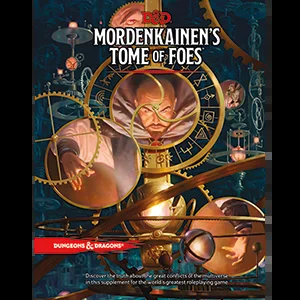 D&D
MORDENKAINEN'S
TOME OF FOES
DUNGEONS & DRAGONS®
Discover the truth about the great conflicts of the multiverse
in this supplement for the world's greatest roleplaying game